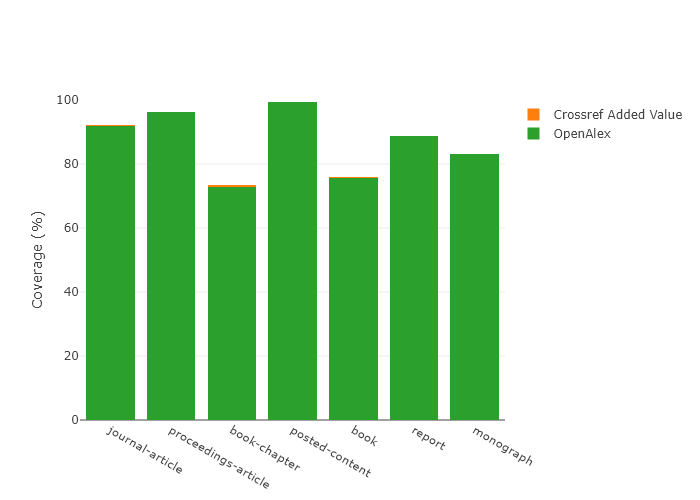 Coverage (%)
100
80
60
40
20
0
journal-article
proceedings-article
book-chapter
posted-content
book
report
monograph
Crossref Added Value
OpenAlex